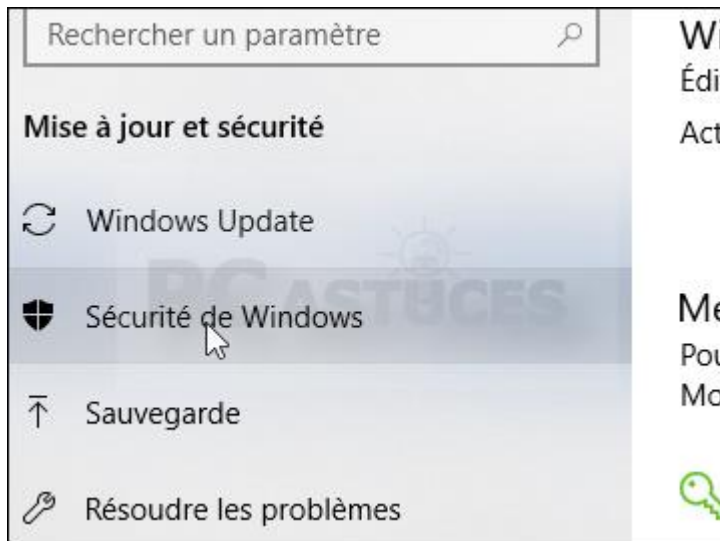 Rechercher un paramètre
Mise à jour et sécurité
Windows Update
Sécurité de Windows
Sauvegarde
Résoudre les problèmes
PC ASTUCES